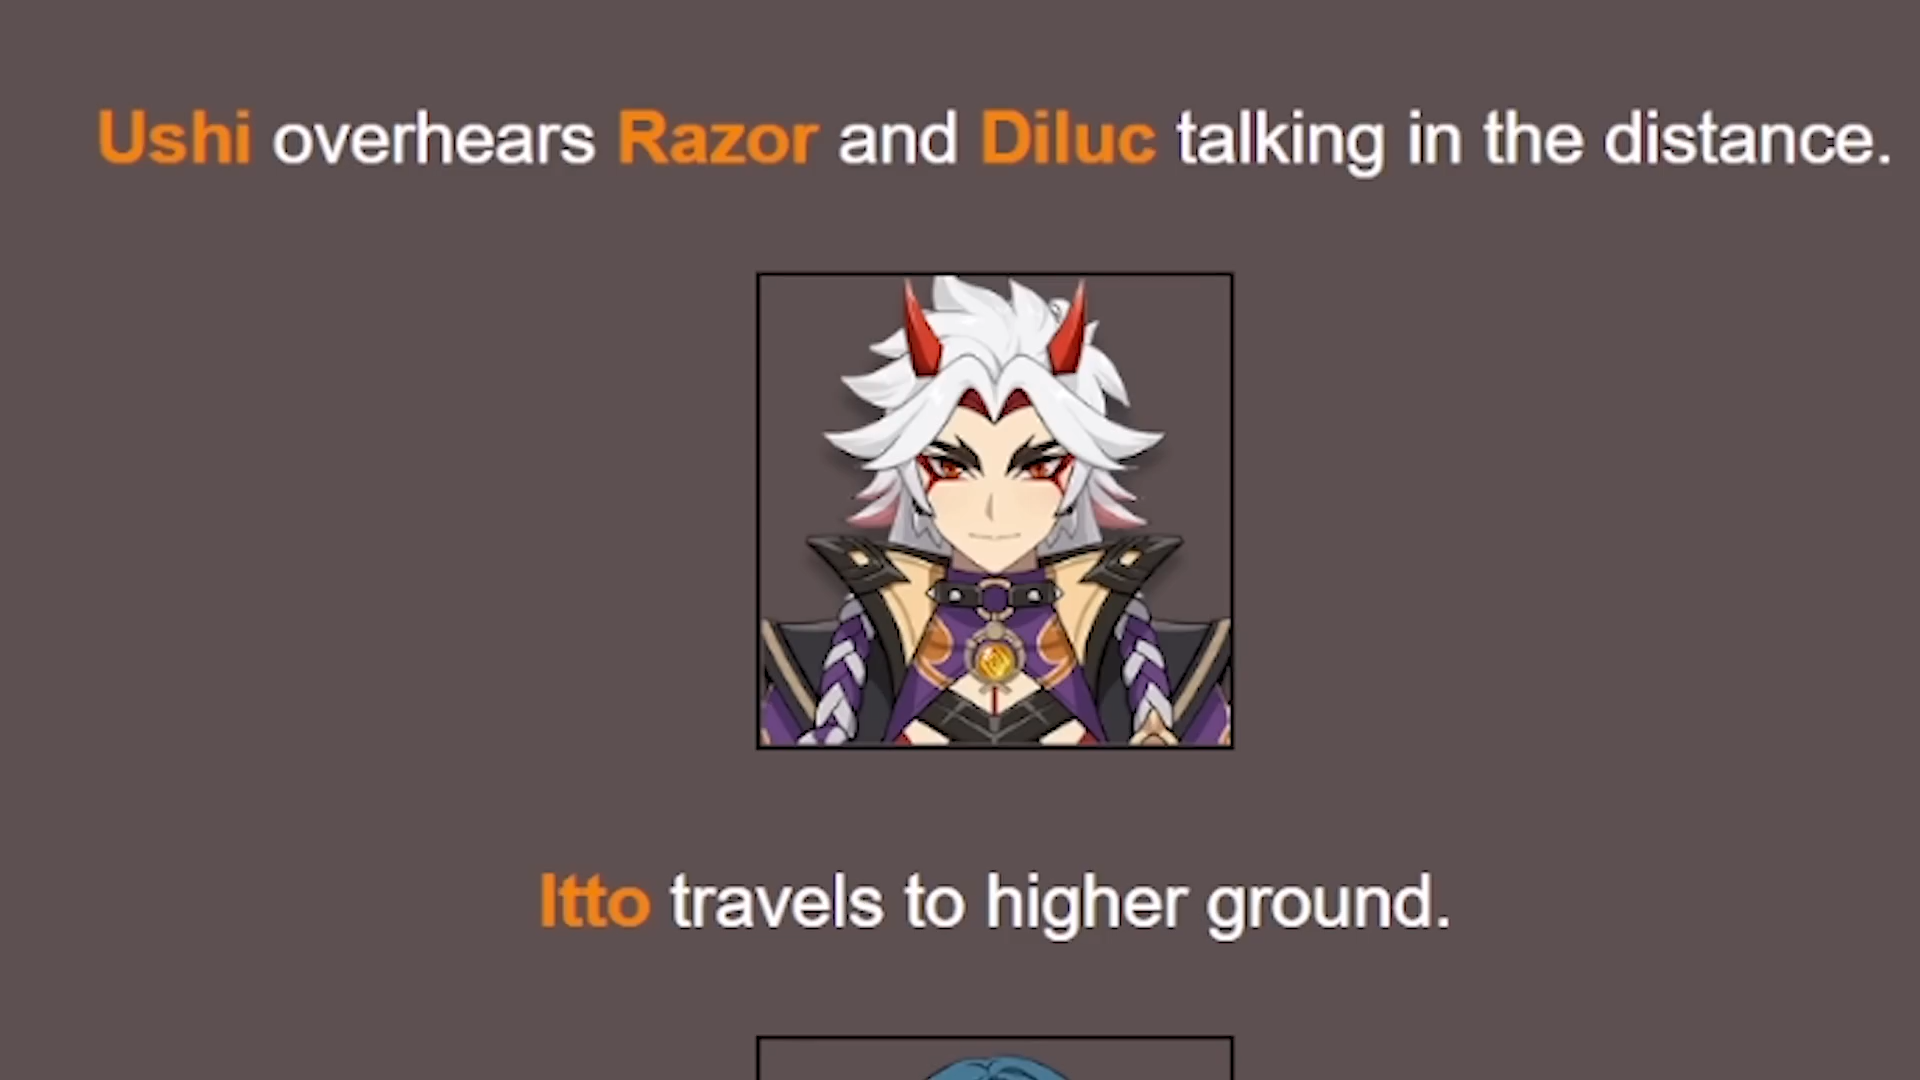 Ushi overhears Razor and Diluc talking in the distance.
Itto travels to higher ground.